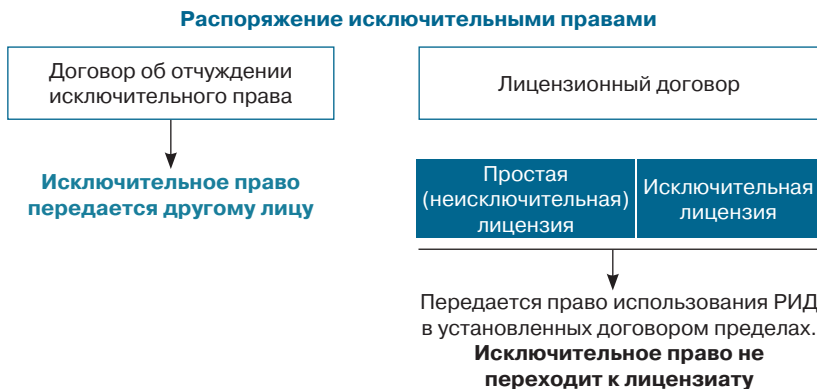 Распоряжение исключительными правами
Договор об отчуждении
исключительного права
Исключительное право
передается другому лицу
Лицензионный договор
Простая
(неисключительная)
лицензия
Исключительная
лицензия
Передается право использования РИД
в установленных договором пределах.
Исключительное право не
переходит к лицензиату